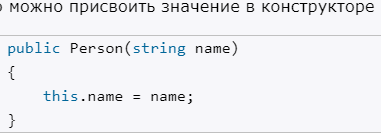 можно присвоить значение в конструкторе
public Person(string name)
{
    this.name = name;
}